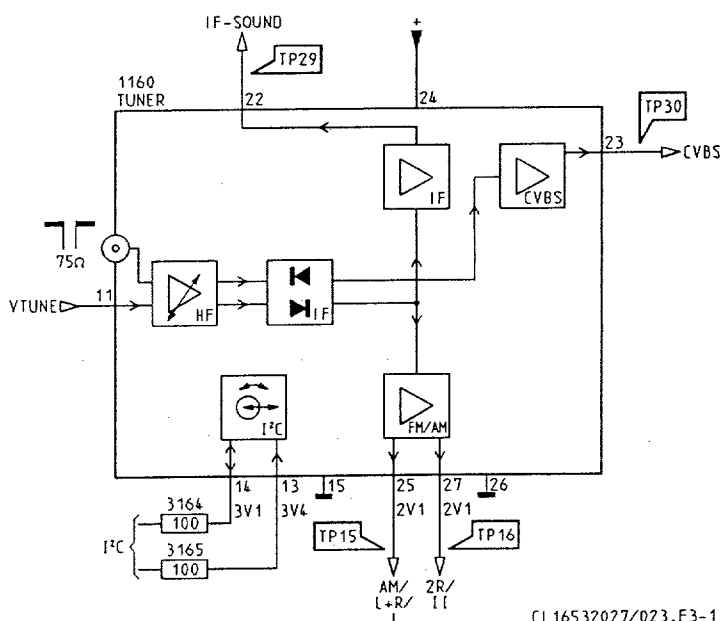 IF-SOUND
+
TP29
1160
TUNER
22
24
TP30
23
CVBS
IF
CVBS
75Ω
VTUNE
11
HF
IF
I²C
FM/AM
14
13
15
25
27
26
3164
3V1
3V4
2V1
2V1
100
I²C
3165
100
TP15
TP16
AM/
L+R/
I
2R/
II
CL16532027/023.E3-1